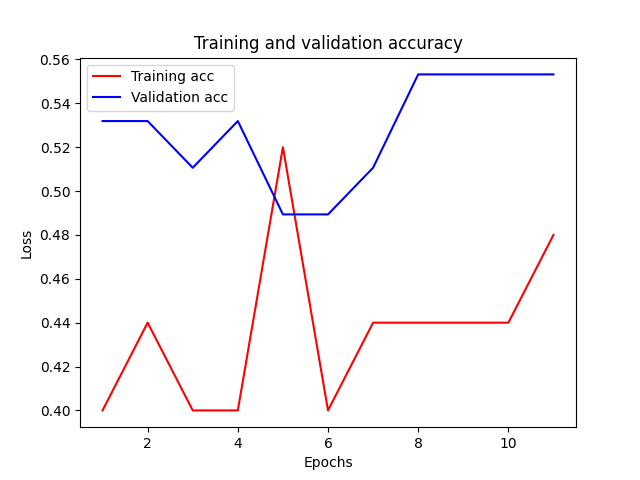 Training and validation accuracy
Training acc
Validation acc
0.56
0.54
0.52
0.50
0.48
0.46
0.44
0.42
0.40
Loss
2 4 6 8 10
Epochs